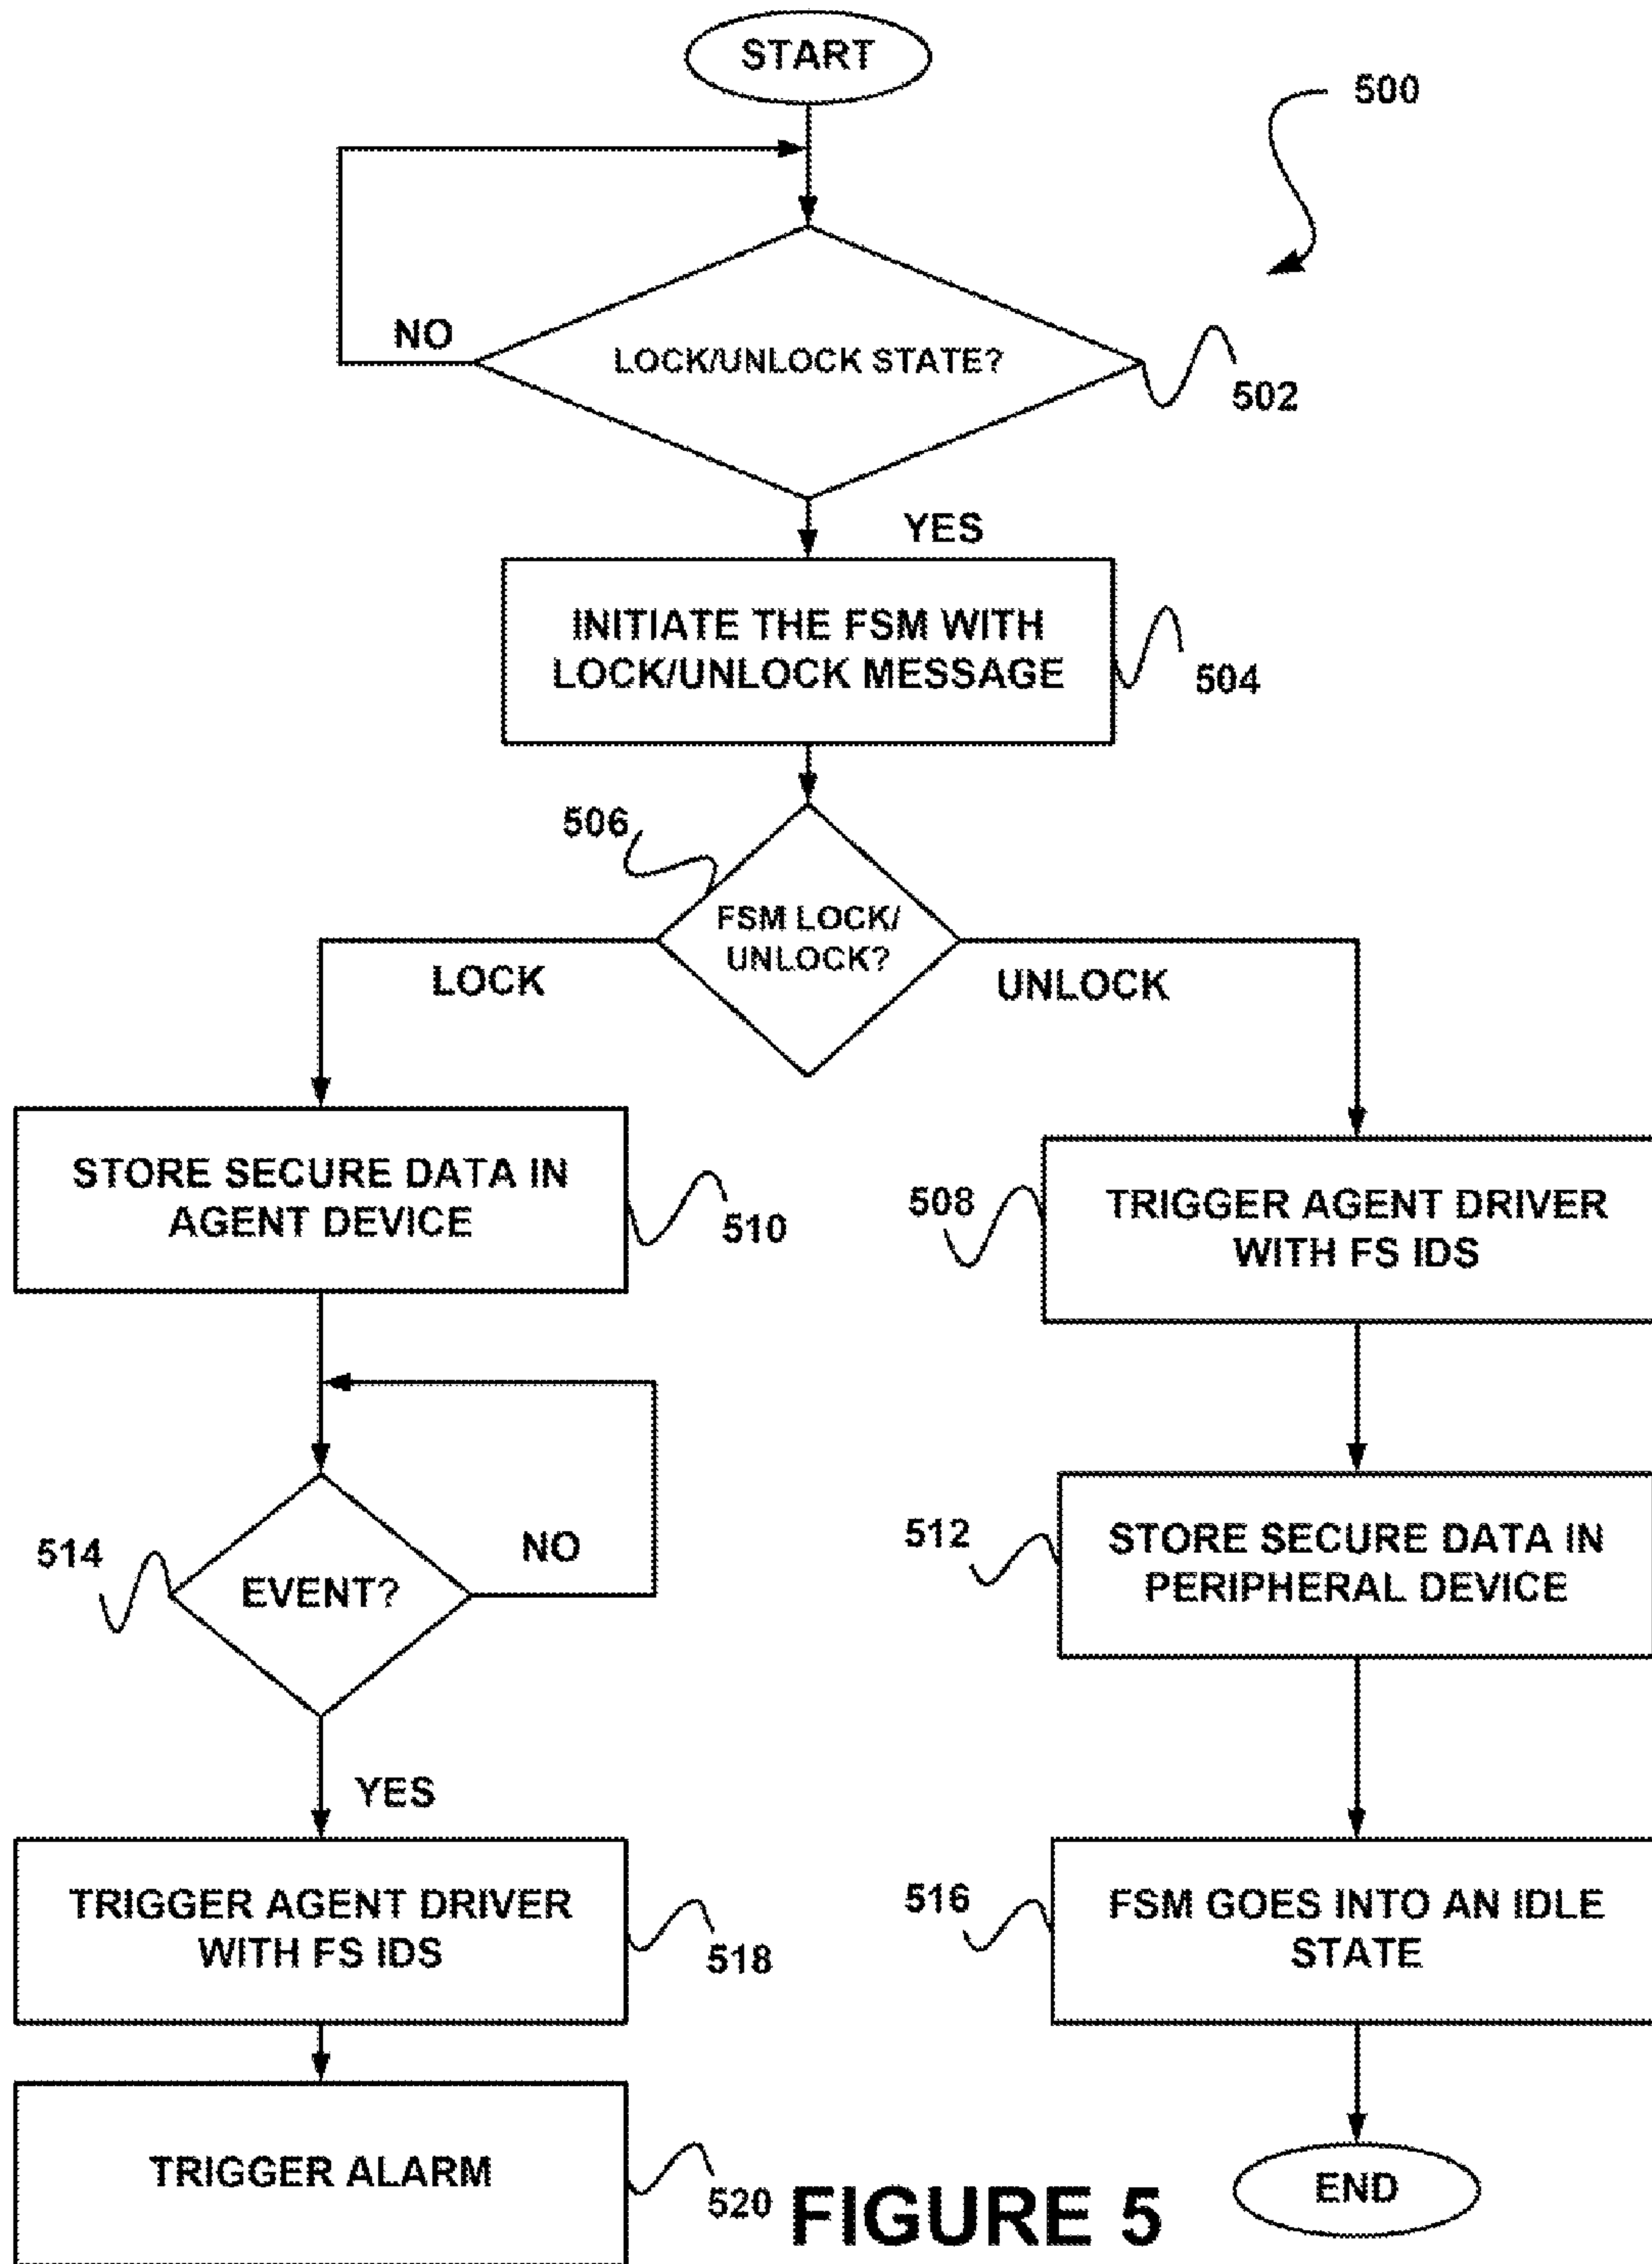 START
500
NO
LOCK/UNLOCK STATE?
502
YES
INITIATE THE FSM WITH
LOCK/UNLOCK MESSAGE
504
506
FSM LOCK/
UNLOCK?
LOCK
UNLOCK
STORE SECURE DATA IN
AGENT DEVICE
510
508
TRIGGER AGENT DRIVER
WITH FS IDS
514
EVENT?
NO
512
STORE SECURE DATA IN
PERIPHERAL DEVICE
YES
TRIGGER AGENT DRIVER
WITH FS IDS
518
516
FSM GOES INTO AN IDLE
STATE
TRIGGER ALARM
520
FIGURE 5
END